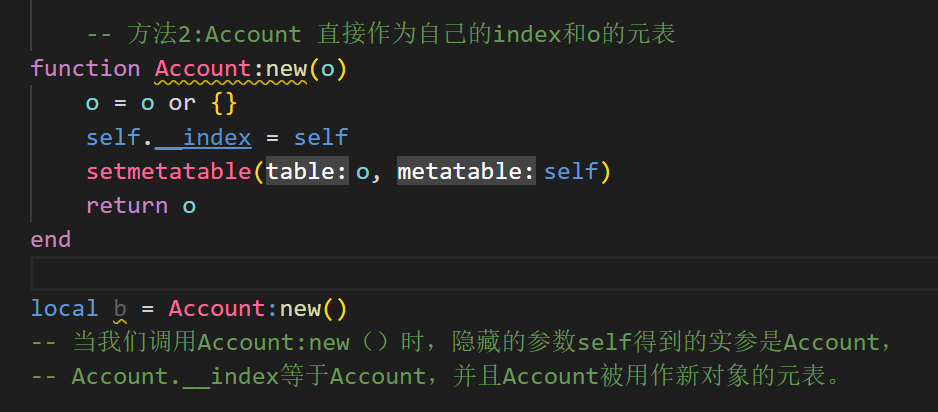 -- 方法2:Account 直接作为自己的index和o的元表
function Account:new(o)
o = o or {}
self.__index = self
setmetatable(table: o, metatable: self)
return o
end
local b = Account:new()
-- 当我们调用Account:new（）时，隐藏的参数self得到的实参是Account，
-- Account.__index等于Account，并且Account被用作新对象的元表。